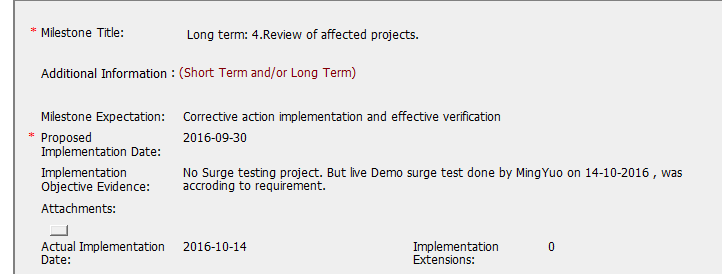 * Milestone Title: Long term: 4.Review of affected projects.
Additional Information : (Short Term and/or Long Term)
Milestone Expectation: Corrective action implementation and effective verification
* Proposed 2016-09-30
Implementation Date:
Implementation No Surge testing project. But live Demo surge test done by MingYuo on 14-10-2016 , was
Objective Evidence: accroding to requirement.
Attachments:
Actual Implementation 2016-10-14 Implementation 0
Date: Extensions: